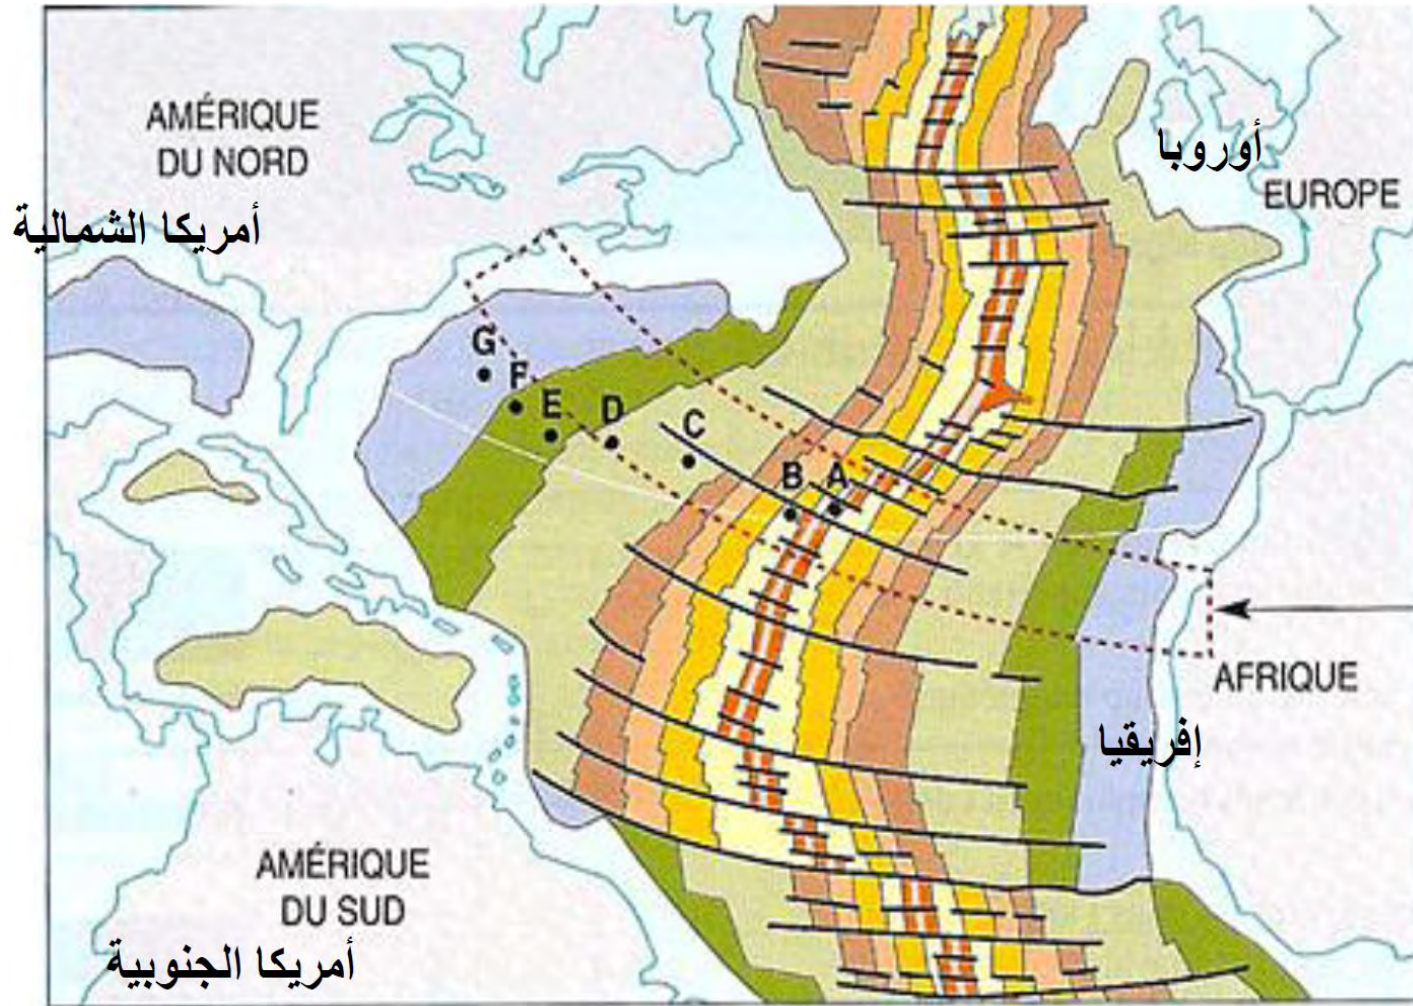 AMÉRIQUE
DU NORD
أمريكا الشمالية
أوروبا
EUROPE
G
F
E
D
C
B
A
AFRIQUE
إفريقيا
AMÉRIQUE
DU SUD
أمريكا الجنوبية